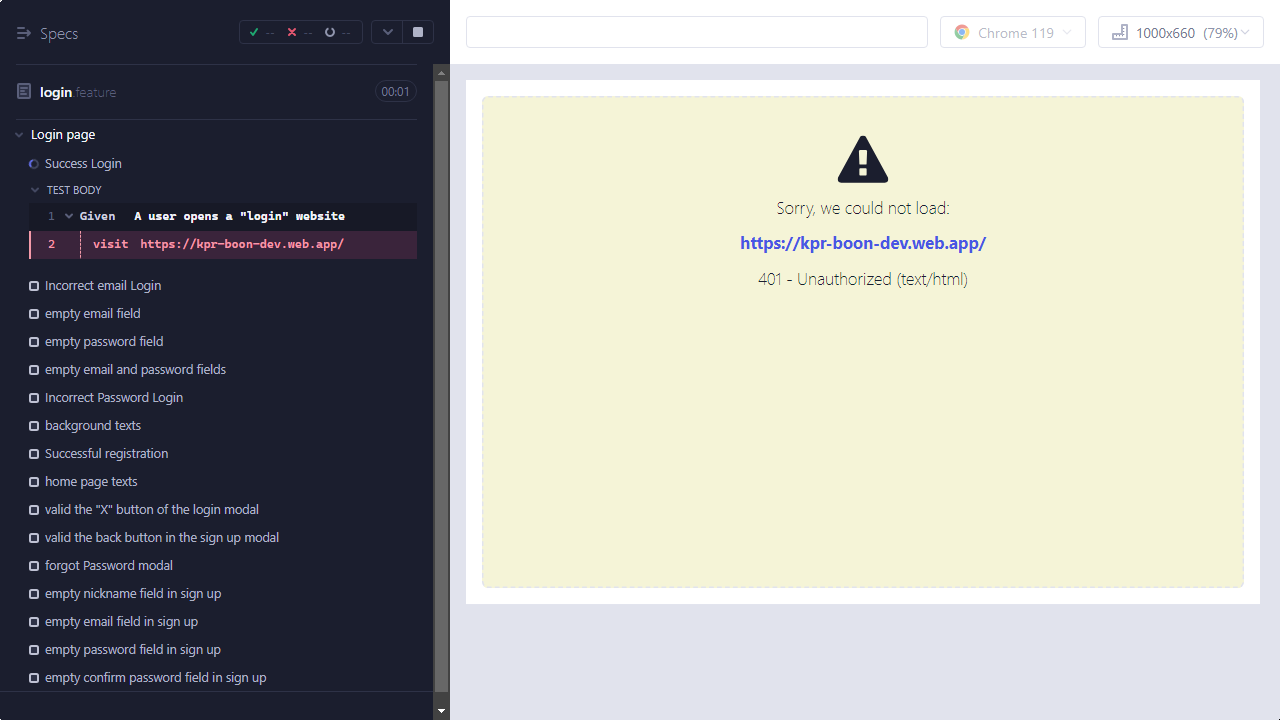 Specs
-- -- --
Chrome 119
1000x660 (79%)
login feature
00:01
Login page
Success Login
TEST BODY
1 Given A user opens a "login" website
2 visit https://kpr-boon-dev.web.app/
Incorrect email Login
empty email field
empty password field
empty email and password fields
Incorrect Password Login
background texts
Successful registration
home page texts
valid the "X" button of the login modal
valid the back button in the sign up modal
forgot Password modal
empty nickname field in sign up
empty email field in sign up
empty password field in sign up
empty confirm password field in sign up
Sorry, we could not load:
https://kpr-boon-dev.web.app/
401 - Unauthorized (text/html)